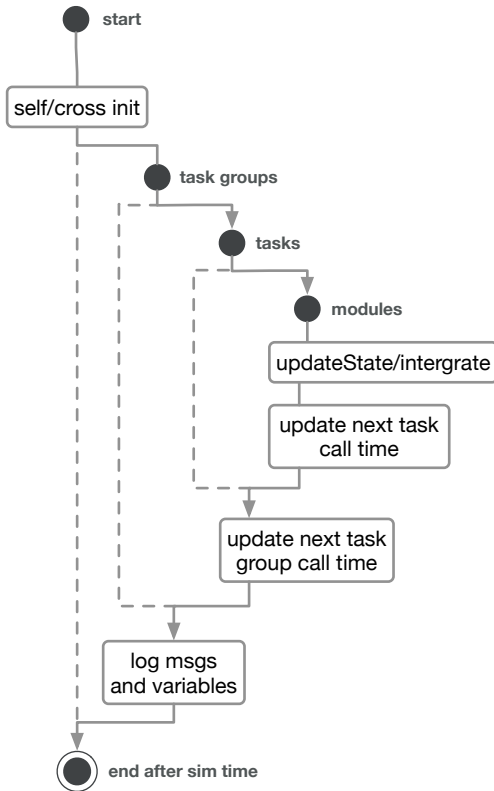 start
self/cross init
task groups
tasks
modules
updateState/intergrate
update next task
call time
update next task
group call time
log msgs
and variables
end after sim time